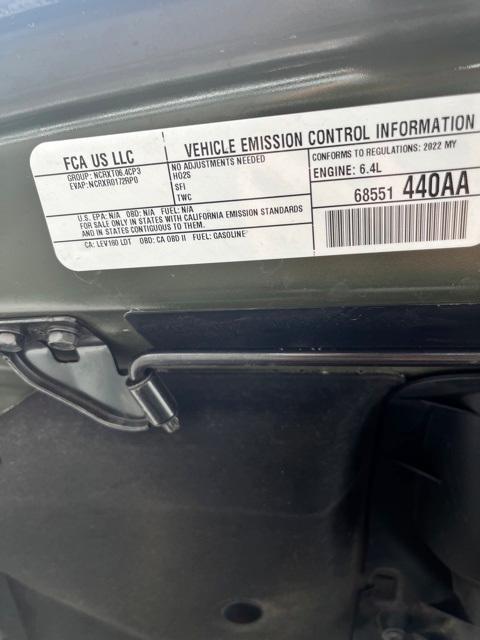 FCA US LLC
GROUP: NCRXT06.4CP3
EVAP: NCRXR0172RP0
VEHICLE EMISSION CONTROL INFORMATION
NO ADJUSTMENTS NEEDED
HO2S
SFI
TWC
CONFORMS TO REGULATIONS: 2022 MY
ENGINE: 6.4L
68551 440AA
U.S. EPA: N/A OBD: N/A FUEL: N/A
FOR SALE ONLY IN STATES WITH CALIFORNIA EMISSION STANDARDS
AND IN STATES CONTIGUOUS TO THEM.
CA: LEV160 LDT OBD: CA OBD II FUEL: GASOLINE